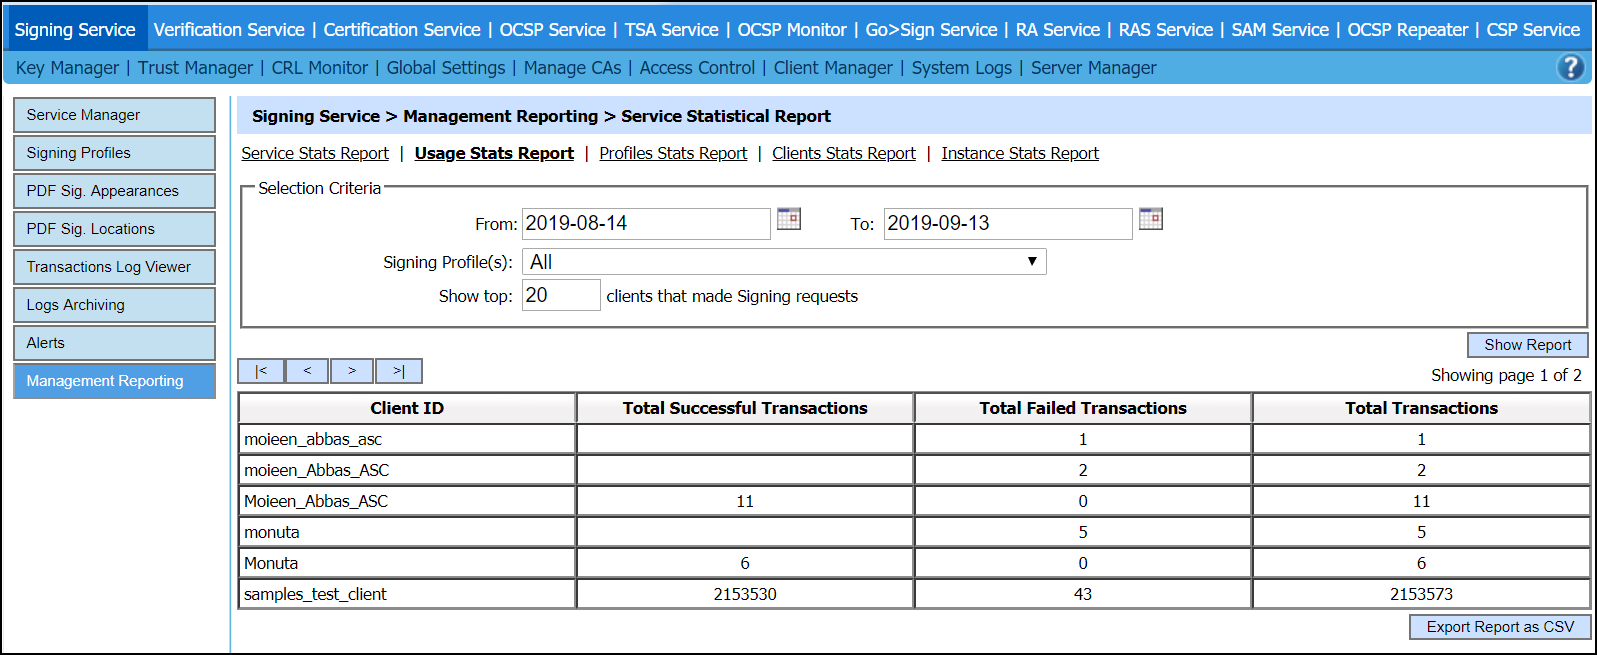 Signing Service Verification Service | Certification Service | OCSP Service | TSA Service | OCSP Monitor | Go>Sign Service | RA Service | RAS Service | SAM Service | OCSP Repeater | CSP Service
Key Manager | Trust Manager | CRL Monitor | Global Settings | Manage CAs | Access Control | Client Manager | System Logs | Server Manager ?
Service Manager
Signing Profiles
PDF Sig. Appearances
PDF Sig. Locations
Transactions Log Viewer
Logs Archiving
Alerts
Management Reporting
Signing Service > Management Reporting > Service Statistical Report
Service Stats Report | Usage Stats Report | Profiles Stats Report | Clients Stats Report | Instance Stats Report
Selection Criteria
From: 2019-08-14 To: 2019-09-13
Signing Profile(s): All
Show top: 20 clients that made Signing requests
Show Report
|< < > >|
Showing page 1 of 2
Client ID Total Successful Transactions Total Failed Transactions Total Transactions
moieen_abbas_asc 1 1
moieen_Abbas_ASC 2 2
Moieen_Abbas_ASC 11 0 11
monuta 5 5
Monuta 6 0 6
samples_test_client 2153530 43 2153573
Export Report as CSV